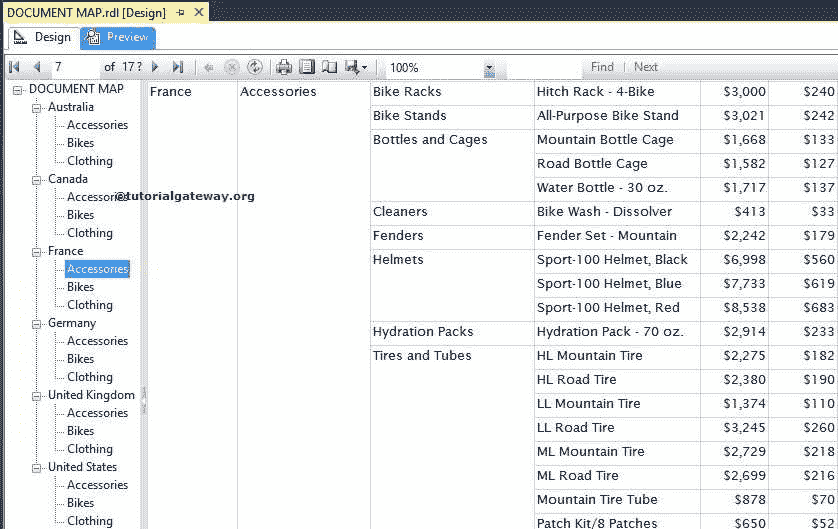 DOCUMENT MAP.rdl [Design]
Design Preview
7 of 17 ? 100% Find | Next
DOCUMENT MAP
Australia
Accessories
Bikes
Clothing
Canada
Accessories
Bikes
Clothing
France
Accessories
Bikes
Clothing
Germany
Accessories
Bikes
Clothing
United Kingdom
Accessories
Bikes
Clothing
United States
Accessories
Bikes
Clothing
©tutorialgateway.org
France Accessories Bike Racks Hitch Rack - 4-Bike $3,000 $240
Bike Stands All-Purpose Bike Stand $3,021 $242
Bottles and Cages Mountain Bottle Cage $1,668 $133
Road Bottle Cage $1,582 $127
Water Bottle - 30 oz. $1,717 $137
Cleaners Bike Wash - Dissolver $413 $33
Fenders Fender Set - Mountain $2,242 $179
Helmets Sport-100 Helmet, Black $6,998 $560
Sport-100 Helmet, Blue $7,733 $619
Sport-100 Helmet, Red $8,538 $683
Hydration Packs Hydration Pack - 70 oz. $2,914 $233
Tires and Tubes HL Mountain Tire $2,275 $182
HL Road Tire $2,380 $190
LL Mountain Tire $1,374 $110
LL Road Tire $3,245 $260
ML Mountain Tire $2,729 $218
ML Road Tire $2,699 $216
Mountain Tire Tube $878 $70
Patch Kit/8 Patches $650 $52